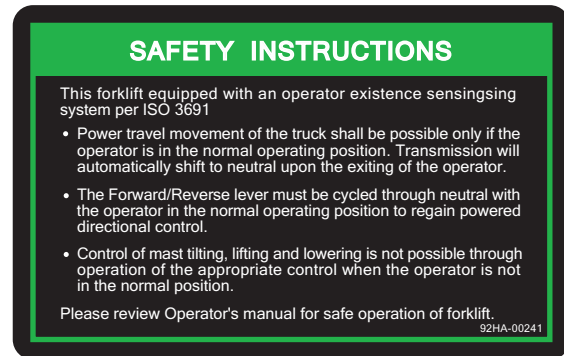 SAFETY INSTRUCTIONS
This forklift equipped with an operator existence sensingsing
system per ISO 3691
• Power travel movement of the truck shall be possible only if the
operator is in the normal operating position. Transmission will
automatically shift to neutral upon the exiting of the operator.
• The Forward/Reverse lever must be cycled through neutral with
the operator in the normal operating position to regain powered
directional control.
• Control of mast tilting, lifting and lowering is not possible through
operation of the appropriate control when the operator is not
in the normal position.
Please review Operator's manual for safe operation of forklift.
92HA-00241